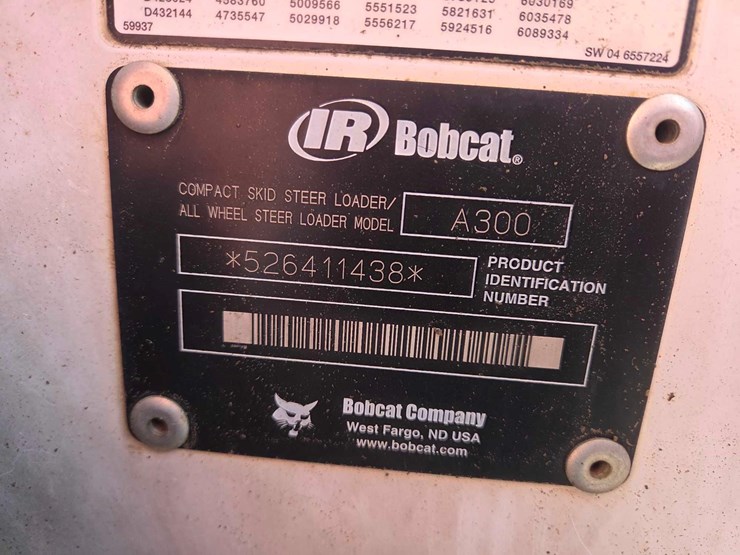 D432144 4735547 5029918 5556217 5924516 6089334
4383760 5009566 5551523 5821631 6035478
59937
SW 04 6557224
IR Bobcat®
COMPACT SKID STEER LOADER/
ALL WHEEL STEER LOADER MODEL A300
*526411438* PRODUCT
IDENTIFICATION
NUMBER
Bobcat Company
West Fargo, ND USA
www.bobcat.com